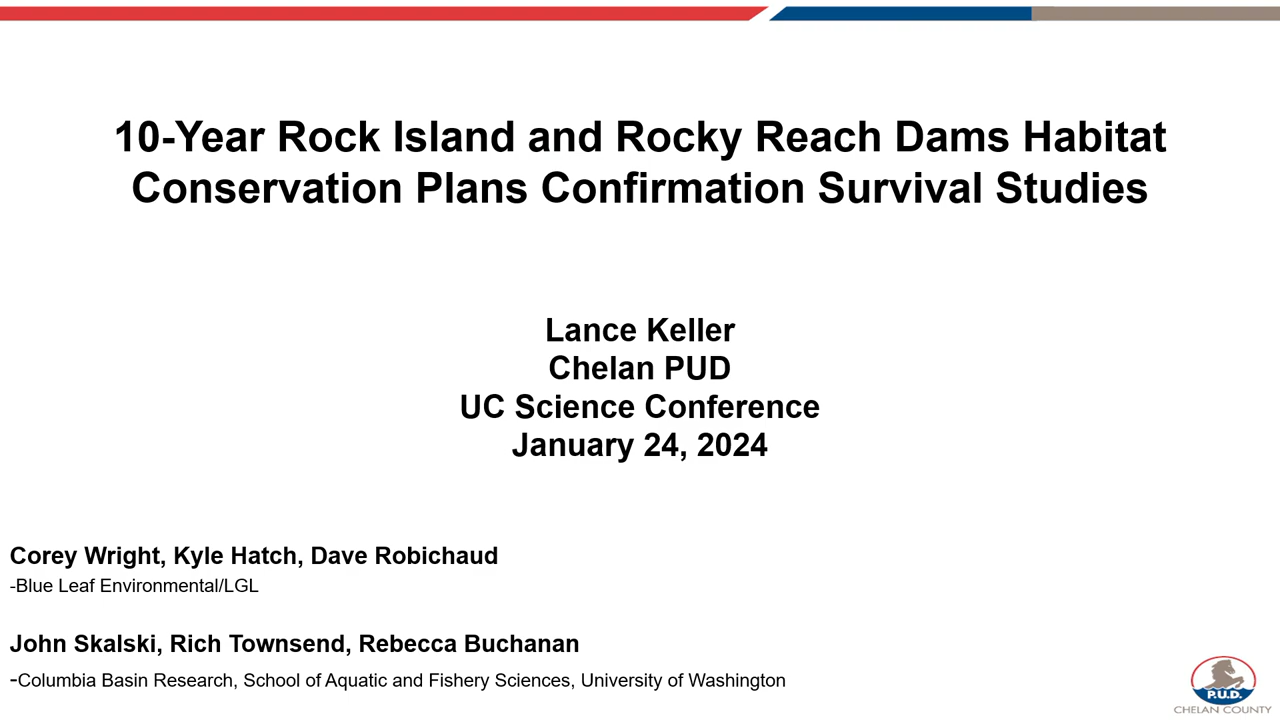 10-Year Rock Island and Rocky Reach Dams Habitat
Conservation Plans Confirmation Survival Studies
Lance Keller
Chelan PUD
UC Science Conference
January 24, 2024
Corey Wright, Kyle Hatch, Dave Robichaud
-Blue Leaf Environmental/LGL
John Skalski, Rich Townsend, Rebecca Buchanan
-Columbia Basin Research, School of Aquatic and Fishery Sciences, University of Washington
P.U.D.
CHELAN COUNTY